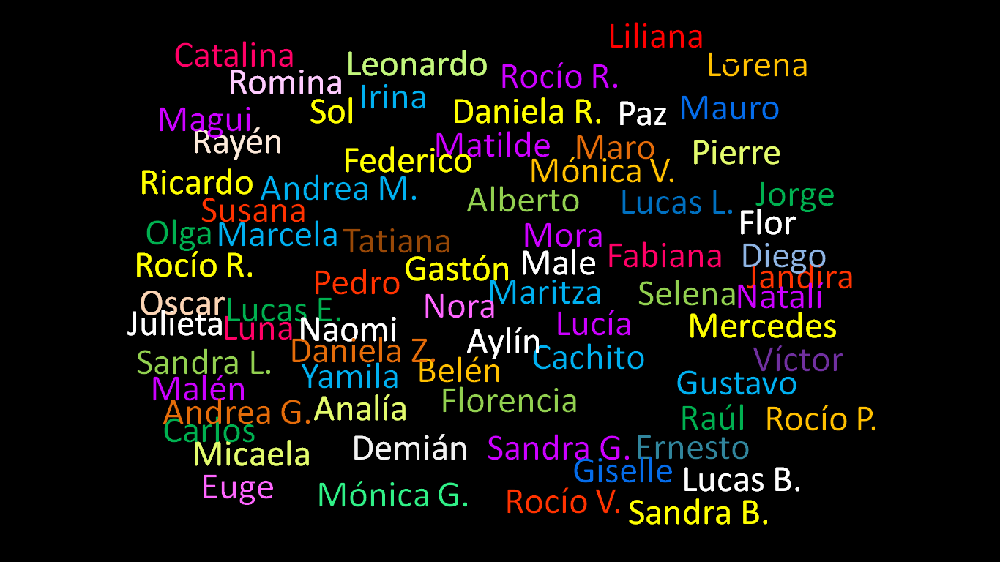 Liliana
Catalina
Leonardo
Lorena
Rocío R.
Romina
Irina
Sol
Daniela R.
Paz
Mauro
Magui
Rayén
Matilde
Maro
Pierre
Federico
Mónica V.
Ricardo
Andrea M.
Alberto
Lucas L.
Jorge
Susana
Flor
Olga
Marcela
Tatiana
Mora
Rocío R.
Gastón
Male
Fabiana
Diego
Pedro
Jandira
Maritza
Selena
Natalí
Oscar
Lucas E.
Nora
Julieta
Luna
Naomi
Aylín
Lucía
Mercedes
Daniela Z.
Sandra L.
Cachito
Víctor
Yamila
Belén
Malén
Gustavo
Andrea G.
Analía
Florencia
Raúl
Rocío P.
Carlos
Micaela
Demián
Sandra G.
Ernesto
Giselle
Lucas B.
Euge
Mónica G.
Rocío V.
Sandra B.